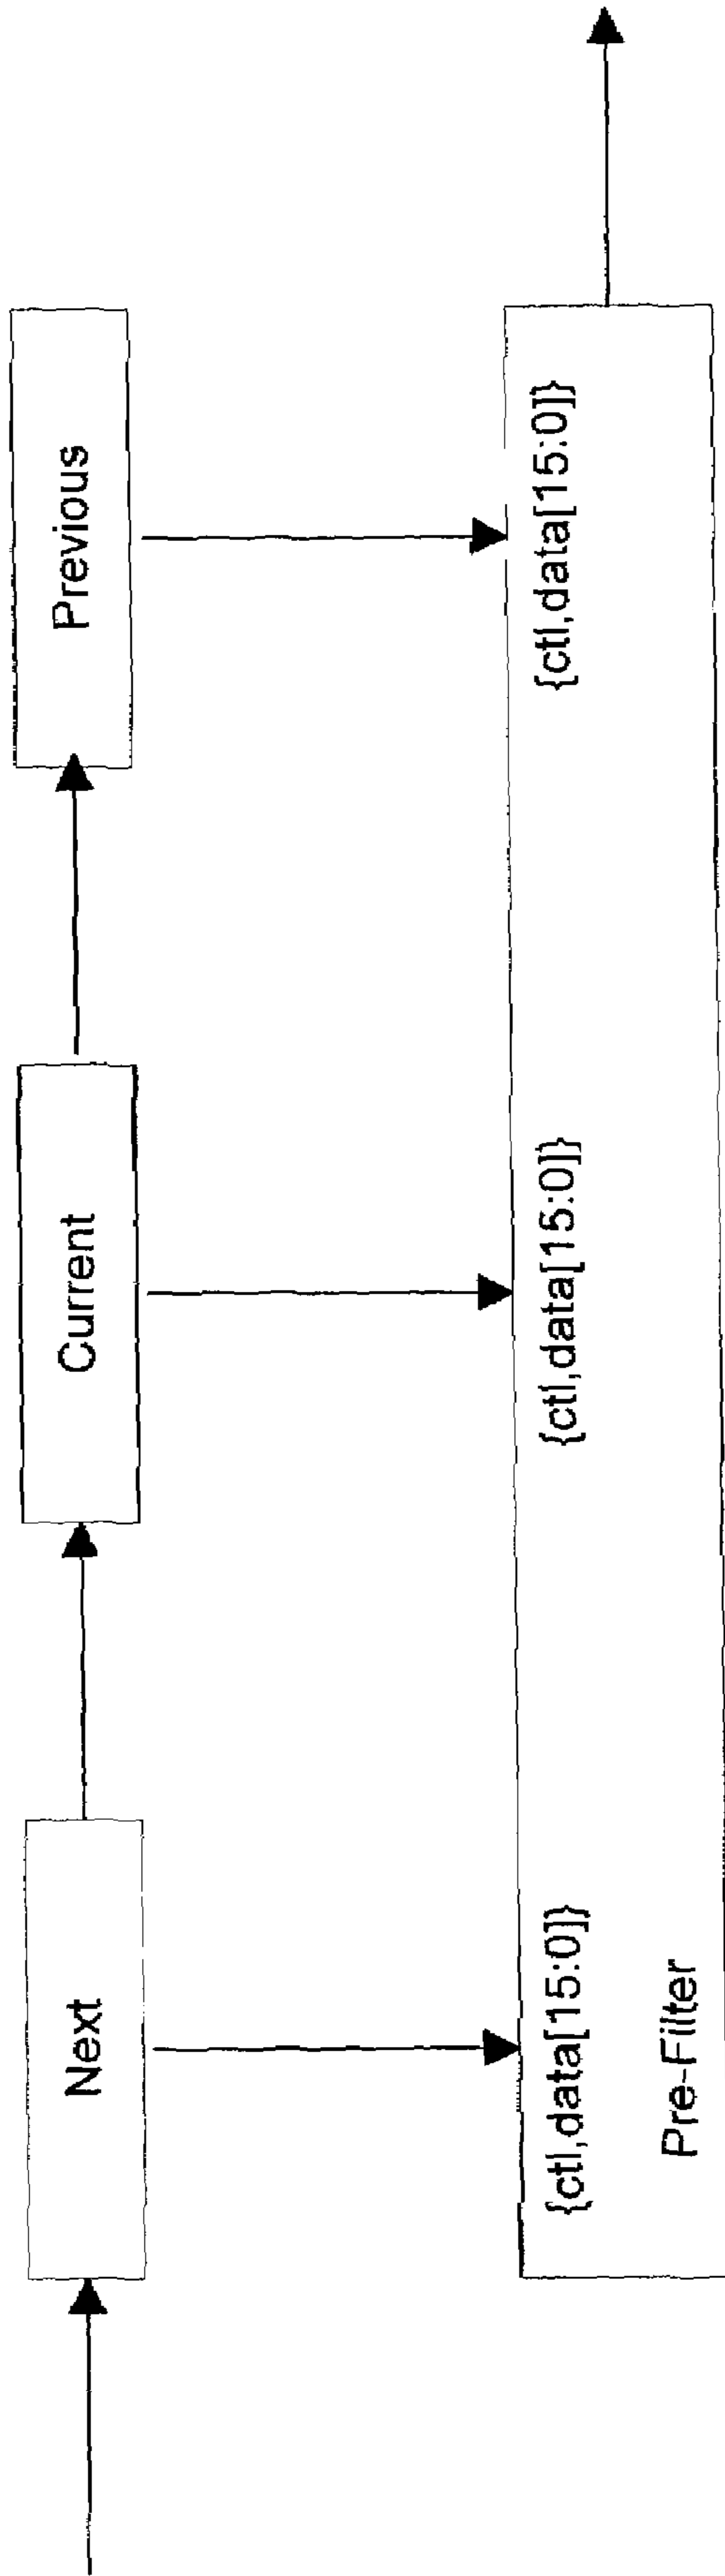 Next
Current
Previous
{ctl,data[15:0]}
{ctl,data[15:0]}
{ctl,data[15:0]}
Pre-Filter